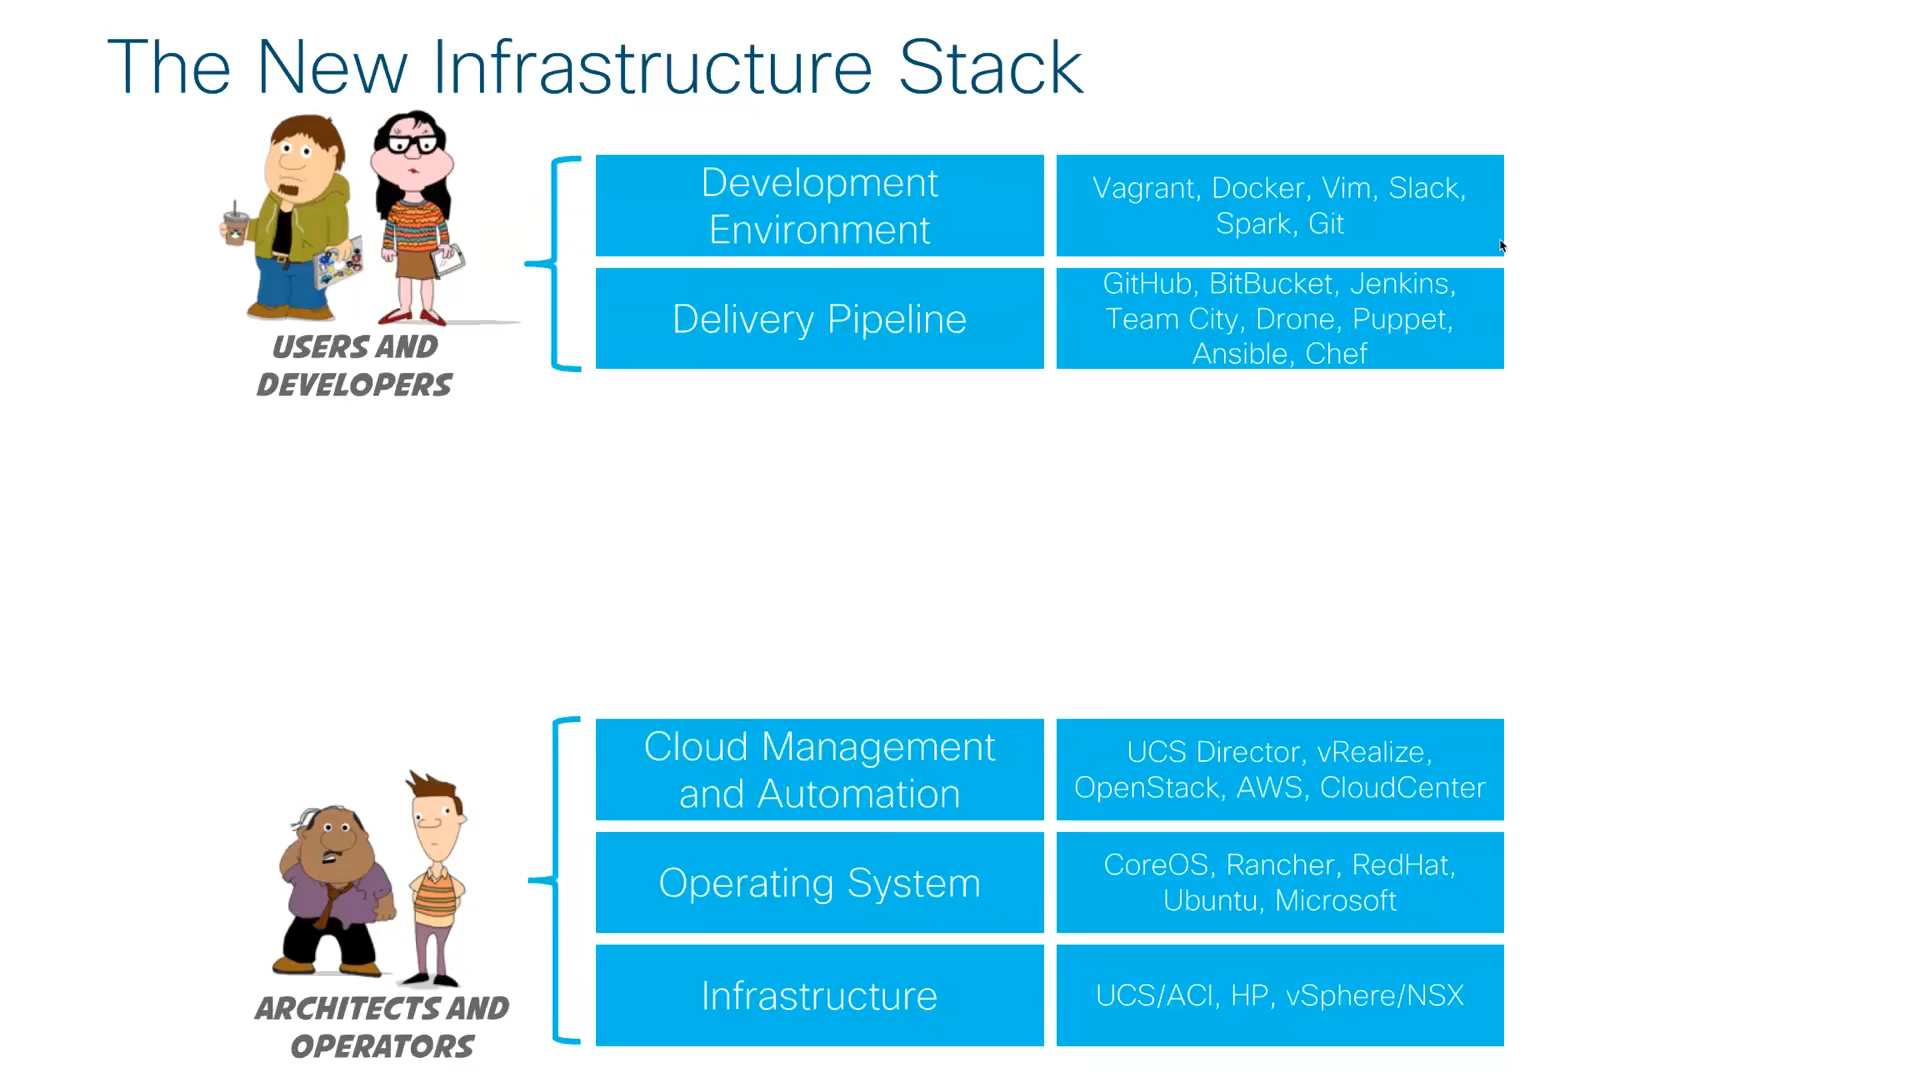 The New Infrastructure Stack
USERS AND
DEVELOPERS
Development
Environment
Vagrant, Docker, Vim, Slack,
Spark, Git
Delivery Pipeline
GitHub, BitBucket, Jenkins,
Team City, Drone, Puppet,
Ansible, Chef
ARCHITECTS AND
OPERATORS
Cloud Management
and Automation
UCS Director, vRealize,
OpenStack, AWS, CloudCenter
Operating System
CoreOS, Rancher, RedHat,
Ubuntu, Microsoft
Infrastructure
UCS/ACI, HP, vSphere/NSX